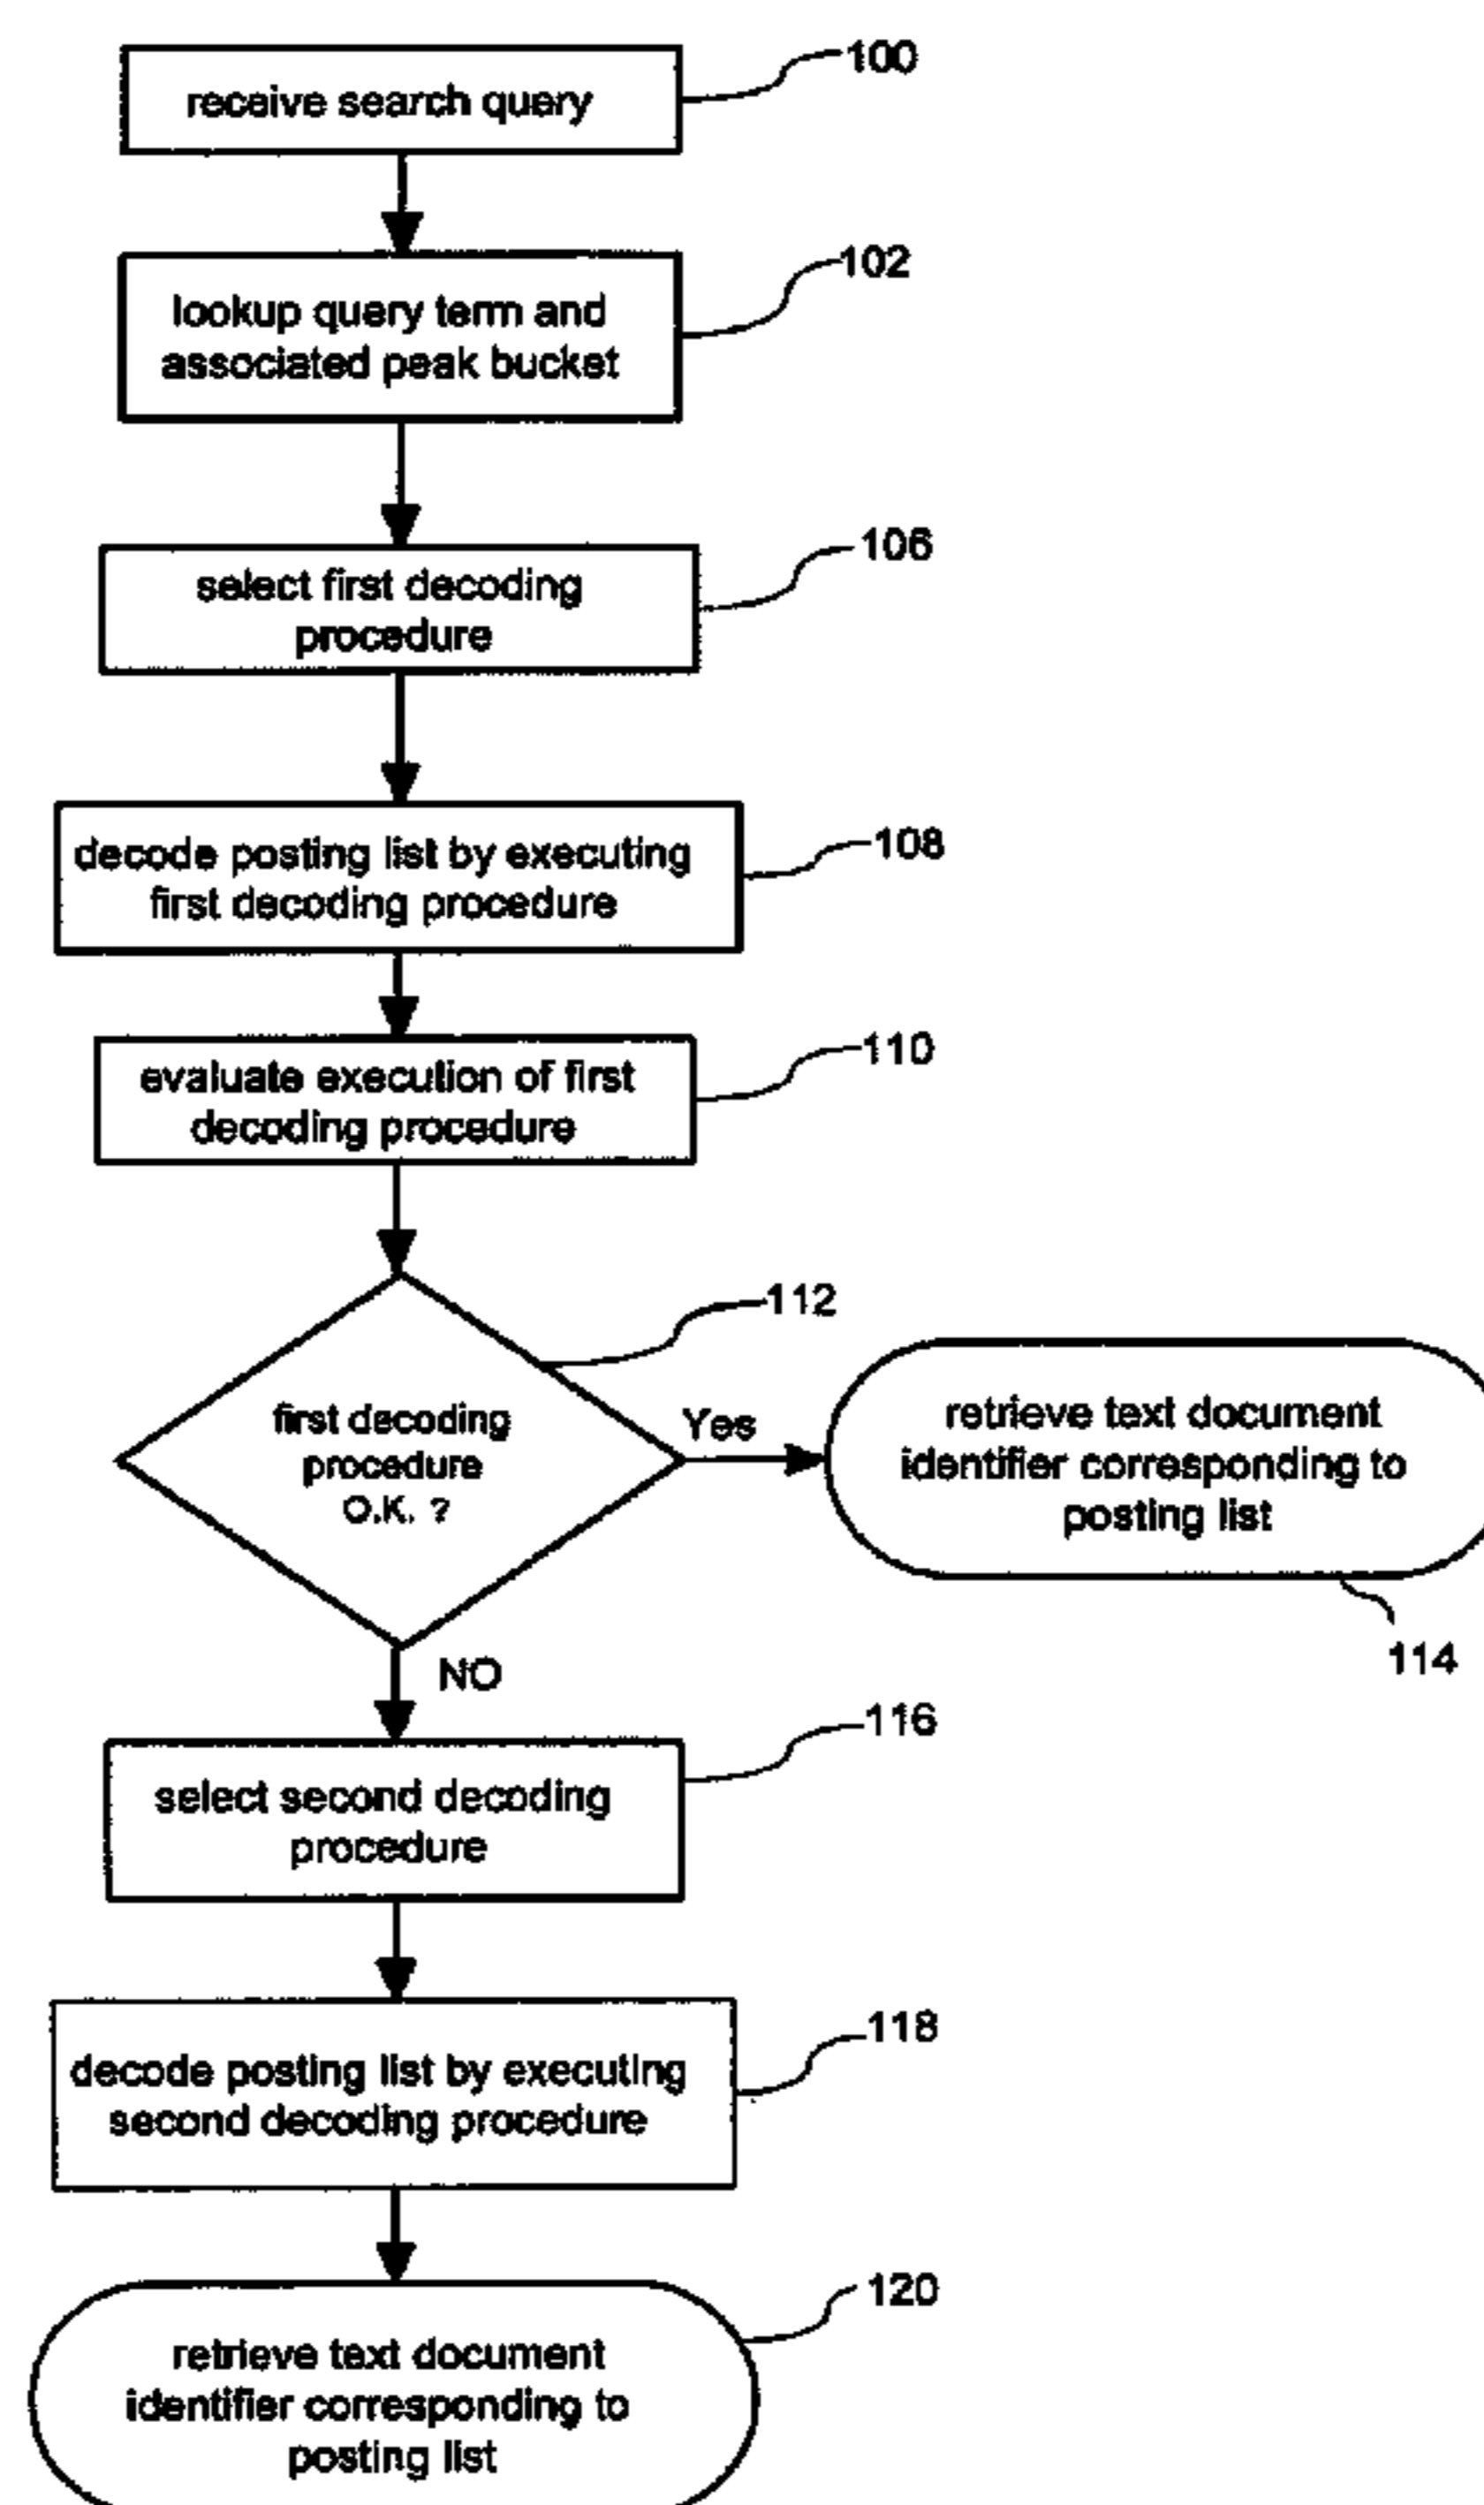 receive search query
100
lookup query term and
associated peak bucket
102
select first decoding
procedure
106
decode posting list by executing
first decoding procedure
108
evaluate execution of first
decoding procedure
110
first decoding
procedure
O.K. ?
112
Yes
retrieve text document
identifier corresponding to
posting list
114
NO
select second decoding
procedure
116
decode posting list by executing
second decoding procedure
118
retrieve text document
identifier corresponding to
posting list
120